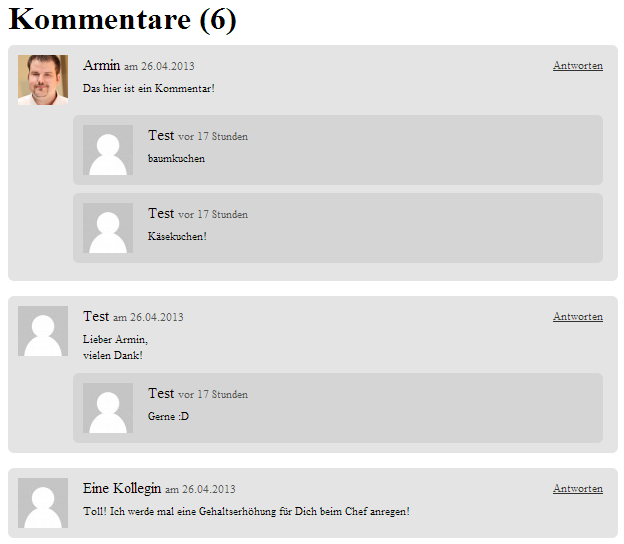 Kommentare (6)
Armin am 26.04.2013 Antworten
Das hier ist ein Kommentar!
Test vor 17 Stunden
baumkuchen
Test vor 17 Stunden
Käsekuchen!
Test am 26.04.2013 Antworten
Lieber Armin,
vielen Dank!
Test vor 17 Stunden
Gerne :D
Eine Kollegin am 26.04.2013 Antworten
Toll! Ich werde mal eine Gehaltserhöhung für Dich beim Chef anregen!